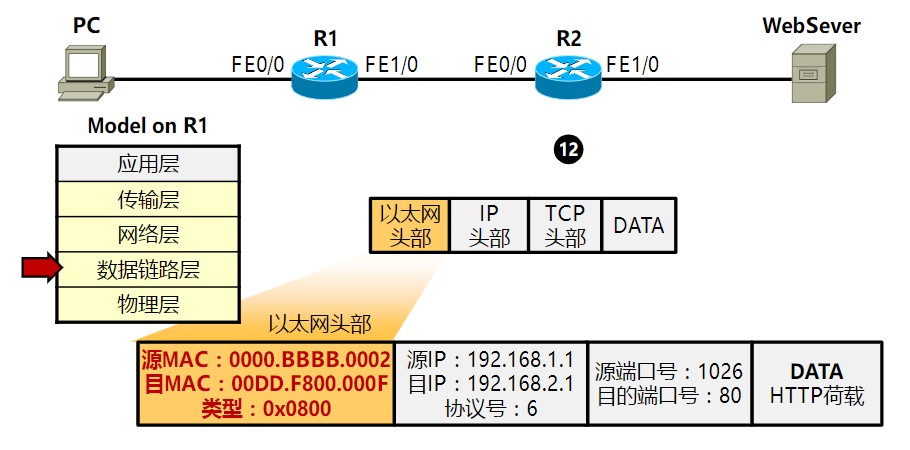 PC
R1
R2
WebSever
FE0/0
FE1/0
FE0/0
FE1/0
Model on R1
12
应用层
传输层
网络层
数据链路层
物理层
以太网
头部
IP
头部
TCP
头部
DATA
以太网头部
源MAC：0000.BBBB.0002
目MAC：00DD.F800.000F
类型：0x0800
源IP：192.168.1.1
目IP：192.168.2.1
协议号：6
源端口号：1026
目的端口号：80
DATA
HTTP荷载